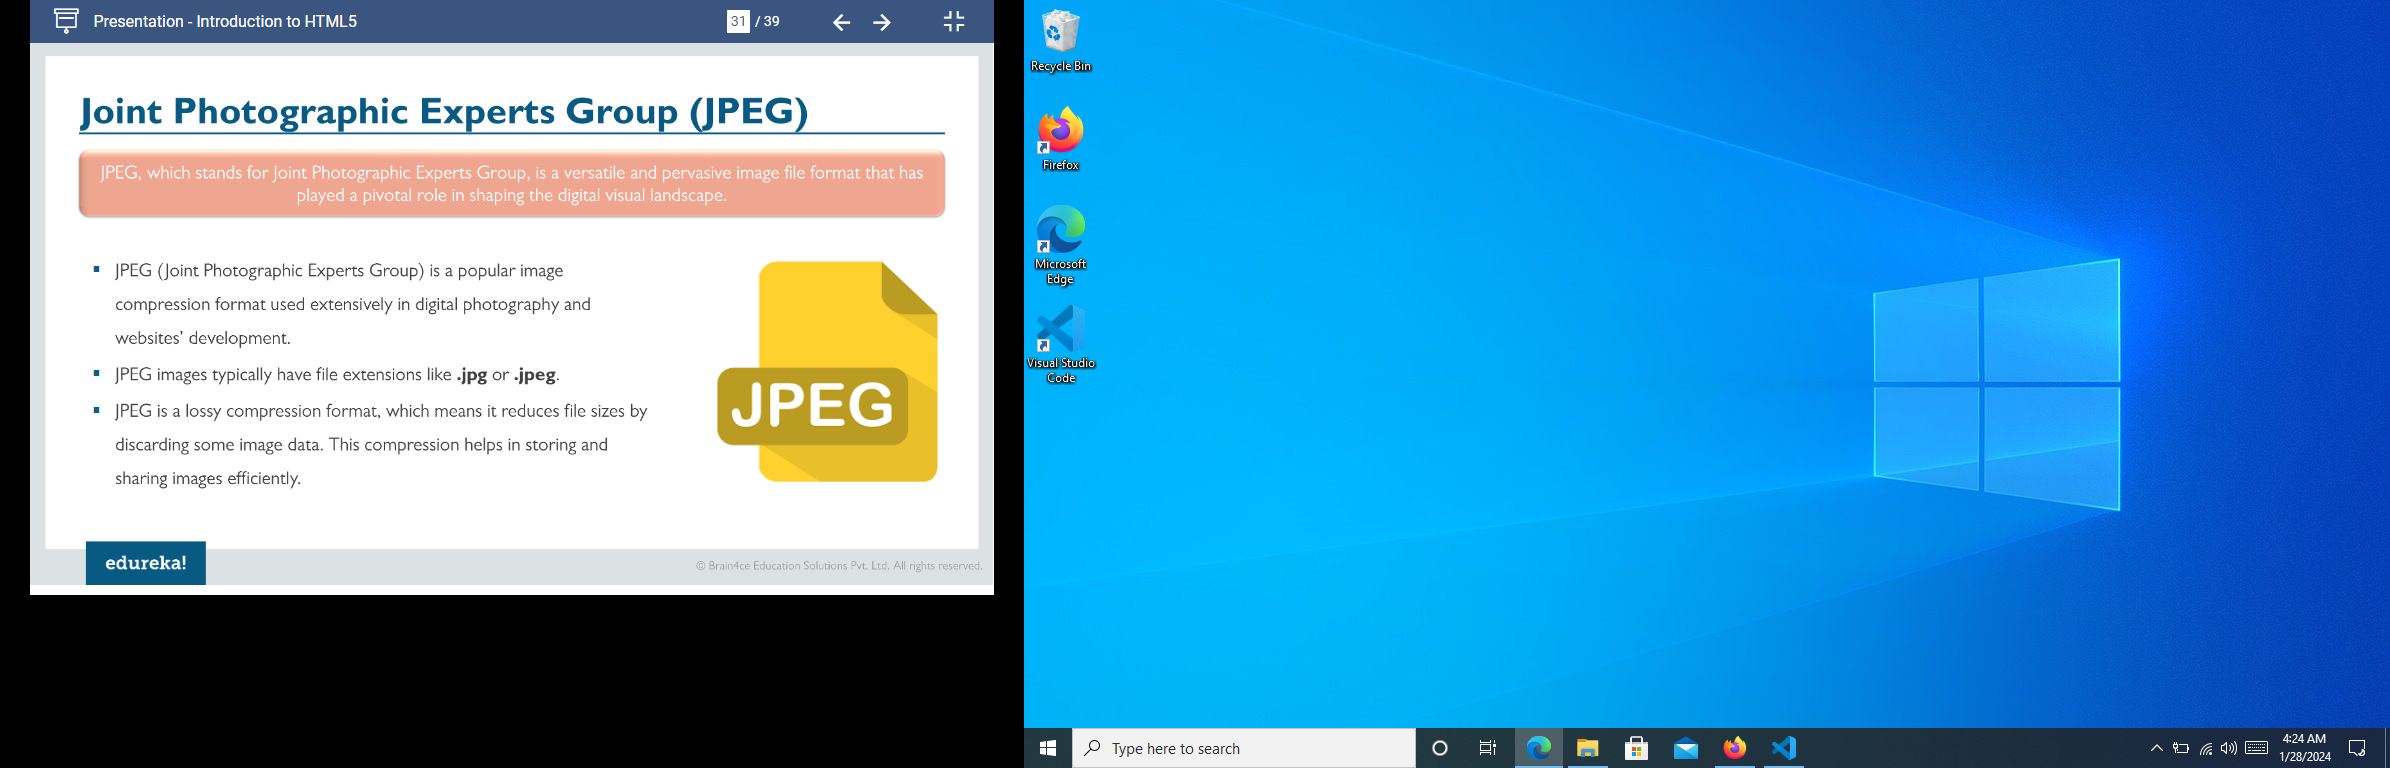 Presentation - Introduction to HTML5
31 / 39
Joint Photographic Experts Group (JPEG)
JPEG, which stands for Joint Photographic Experts Group, is a versatile and pervasive image file format that has
played a pivotal role in shaping the digital visual landscape.
JPEG (Joint Photographic Experts Group) is a popular image
compression format used extensively in digital photography and
websites' development.
JPEG images typically have file extensions like .jpg or .jpeg.
JPEG is a lossy compression format, which means it reduces file sizes by
discarding some image data. This compression helps in storing and
sharing images efficiently.
JPEG
edureka!
© Brain4ce Education Solutions Pvt. Ltd. All rights reserved.
Recycle Bin
Firefox
Microsoft
Edge
Visual Studio
Code
Type here to search
4:24 AM
1/28/2024